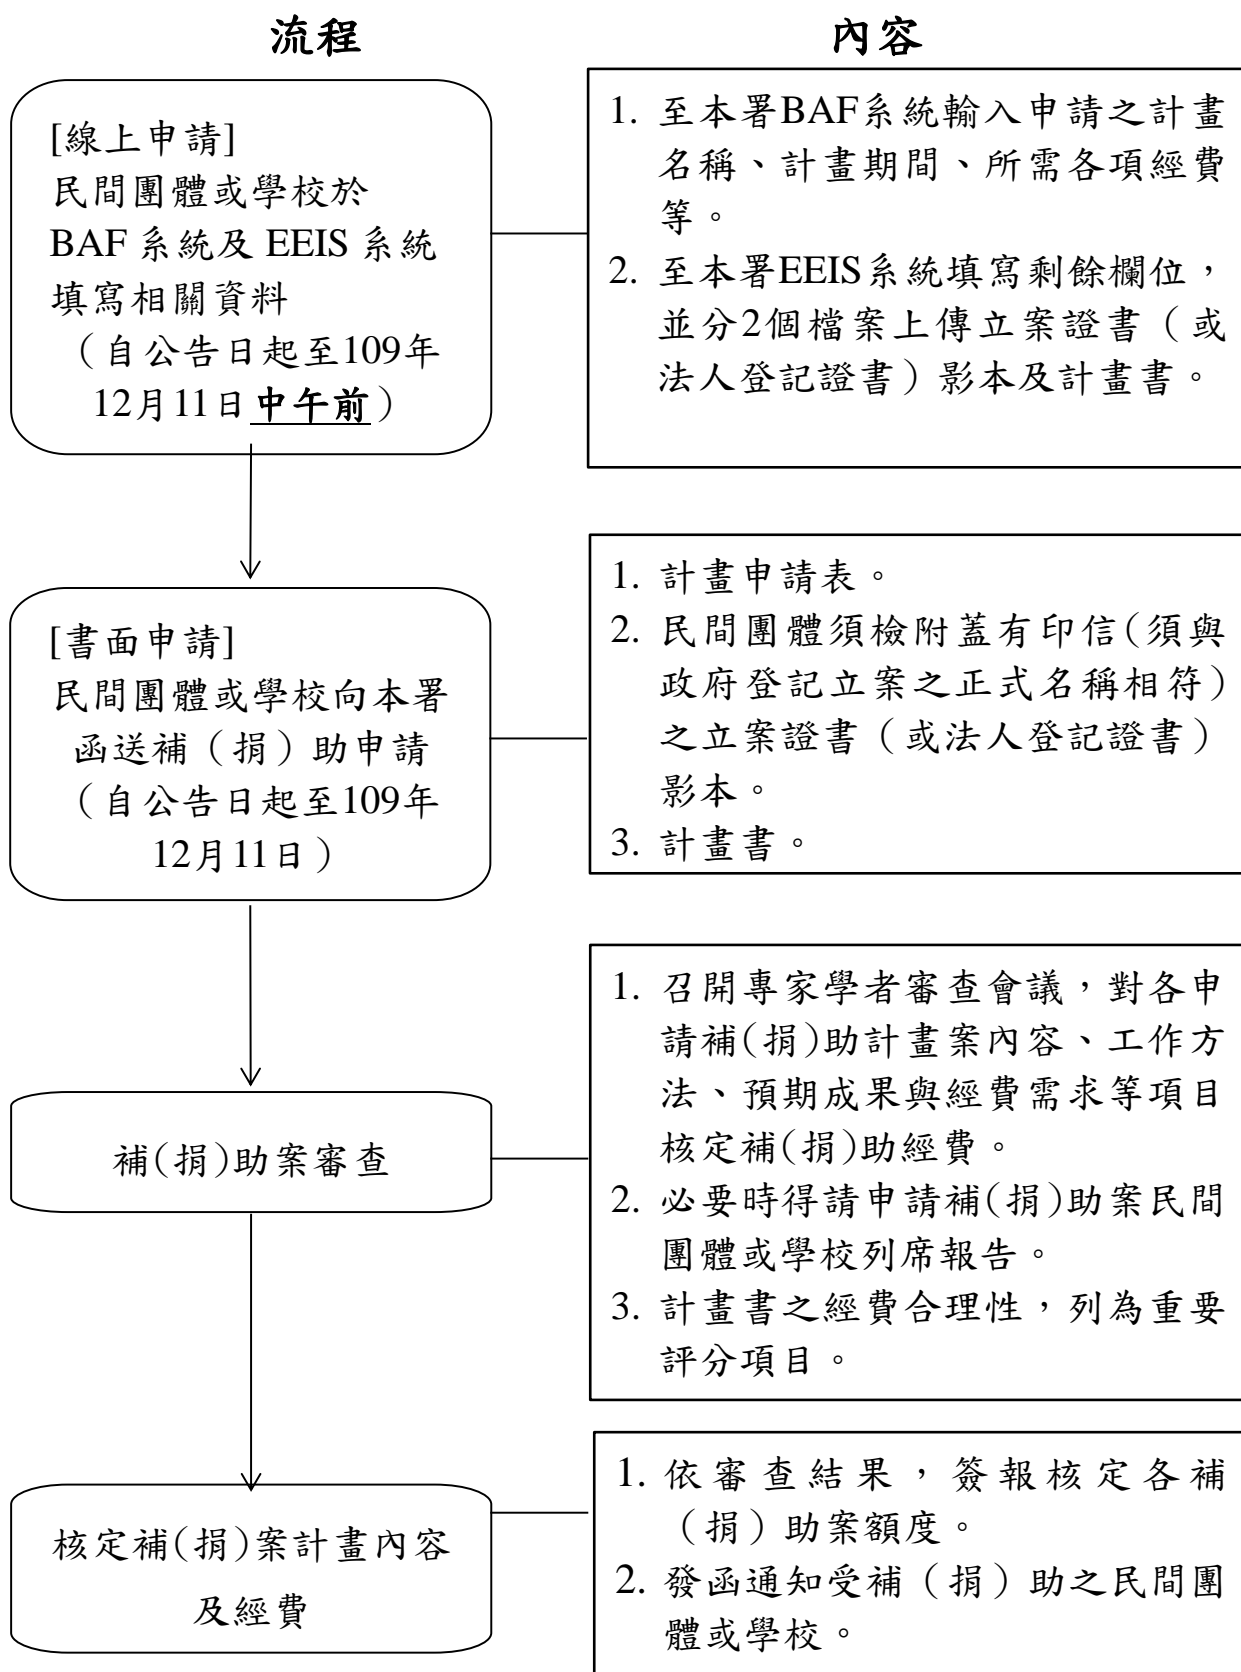 流程
內容
[線上申請]
民間團體或學校於
BAF 系統及 EEIS 系統
填寫相關資料
（自公告日起至109年
12月11日中午前）
1. 至本署BAF系統輸入申請之計畫
名稱、計畫期間、所需各項經費
等。
2. 至本署EEIS系統填寫剩餘欄位，
並分2個檔案上傳立案證書（或
法人登記證書）影本及計畫書。
[書面申請]
民間團體或學校向本署
函送補（捐）助申請
（自公告日起至109年
12月11日）
1. 計畫申請表。
2. 民間團體須檢附蓋有印信(須與
政府登記立案之正式名稱相符)
之立案證書（或法人登記證書）
影本。
3. 計畫書。
補(捐)助案審查
1. 召開專家學者審查會議，對各申
請補(捐)助計畫案內容、工作方
法、預期成果與經費需求等項目
核定補(捐)助經費。
2. 必要時得請申請補(捐)助案民間
團體或學校列席報告。
3. 計畫書之經費合理性，列為重要
評分項目。
核定補(捐)案計畫內容
及經費
1. 依審查結果，簽報核定各補
（捐）助案額度。
2. 發函通知受補（捐）助之民間團
體或學校。